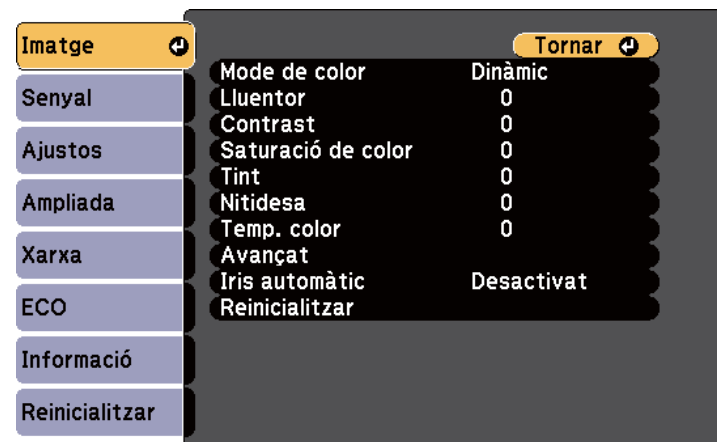 Imatge
Senyal
Ajustos
Ampliada
Xarxa
ECO
Informació
Reinicialitzar
Tornar
Mode de color Dinàmic
Lluentor 0
Contrast 0
Saturació de color 0
Tint 0
Nitidesa 0
Temp. color 0
Avançat
Iris automàtic Desactivat
Reinicialitzar